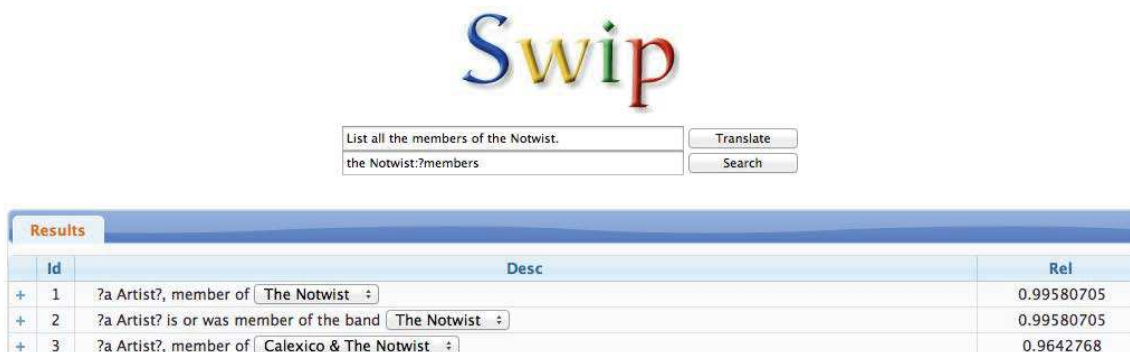 Swip
List all the members of the Notwist. Translate
the Notwist:?members Search
Results
Id Desc Rel
+ 1 ?a Artist?, member of The Notwist 0.99580705
+ 2 ?a Artist? is or was member of the band The Notwist 0.99580705
+ 3 ?a Artist?, member of Calexico & The Notwist 0.9642768